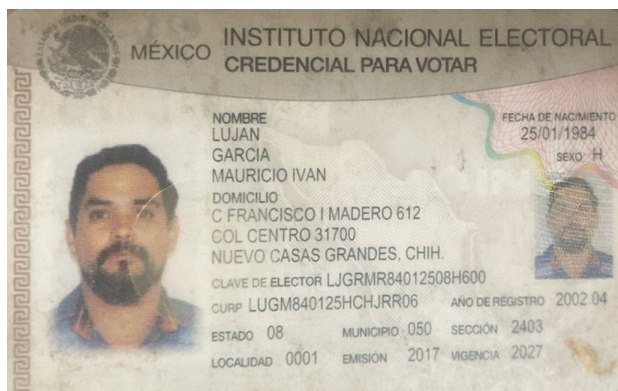 MÉXICO
INSTITUTO NACIONAL ELECTORAL
CREDENCIAL PARA VOTAR
NOMBRE
LUJAN
GARCIA
MAURICIO IVAN
FECHA DE NACIMIENTO
25/01/1984
SEXO H
DOMICILIO
C FRANCISCO I MADERO 612
COL CENTRO 31700
NUEVO CASAS GRANDES, CHIH.
CLAVE DE ELECTOR LJGRMR84012508H600
CURP LUGM840125HCHJRR06 AÑO DE REGISTRO 2002 04
ESTADO 08 MUNICIPIO 050 SECCIÓN 2403
LOCALIDAD 0001 EMISIÓN 2017 VIGENCIA 2027